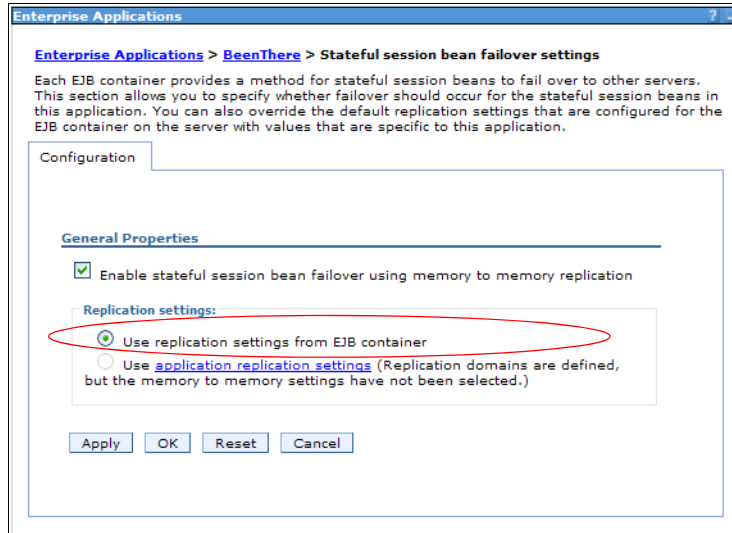 Enterprise Applications ? -
Enterprise Applications > BeenThere > Stateful session bean failover settings
Each EJB container provides a method for stateful session beans to fail over to other servers.
This section allows you to specify whether failover should occur for the stateful session beans in
this application. You can also override the default replication settings that are configured for the
EJB container on the server with values that are specific to this application.
Configuration
General Properties
Enable stateful session bean failover using memory to memory replication
Replication settings:
Use replication settings from EJB container
Use application replication settings (Replication domains are defined,
but the memory to memory settings have not been selected.)
Apply OK Reset Cancel